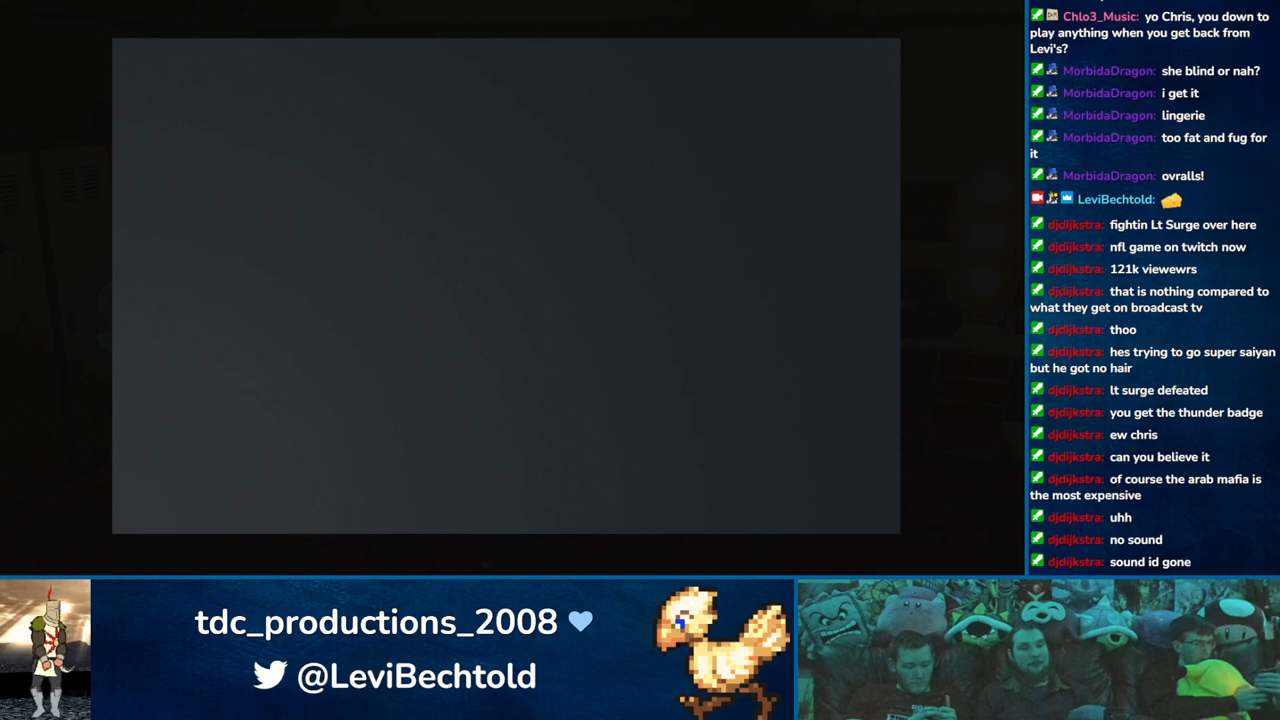 Chlo3_Music: yo Chris, you down to
play anything when you get back from
Levi's?
MorbidaDragon: she blind or nah?
MorbidaDragon: i get it
MorbidaDragon: lingerie
MorbidaDragon: too fat and fug for
it
MorbidaDragon: ovralls!
LeviBechtold:
djdijkstra: fightin Lt Surge over here
djdijkstra: nfl game on twitch now
djdijkstra: 121k viewewrs
djdijkstra: that is nothing compared to
what they get on broadcast tv
djdijkstra: thoo
djdijkstra: hes trying to go super saiyan
but he got no hair
djdijkstra: lt surge defeated
djdijkstra: you get the thunder badge
djdijkstra: ew chris
djdijkstra: can you believe it
djdijkstra: of course the arab mafia is
the most expensive
djdijkstra: uhh
djdijkstra: no sound
djdijkstra: sound id gone
tdc_productions_2008
@LeviBechtold